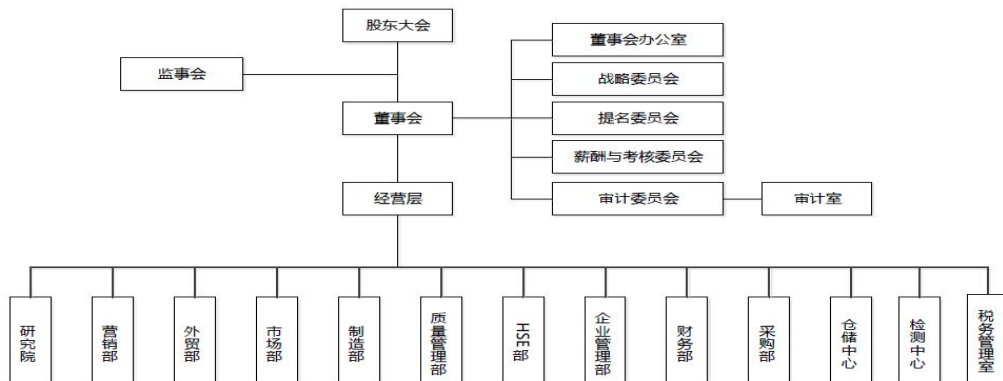 股东大会
董事会办公室
监事会
战略委员会
董事会
提名委员会
薪酬与考核委员会
经营层
审计委员会
审计室
研究院
营销部
外贸部
市场部
制造部
质量管理部
HSE部
企业管理部
财务部
采购部
仓储中心
检测中心
税务管理室